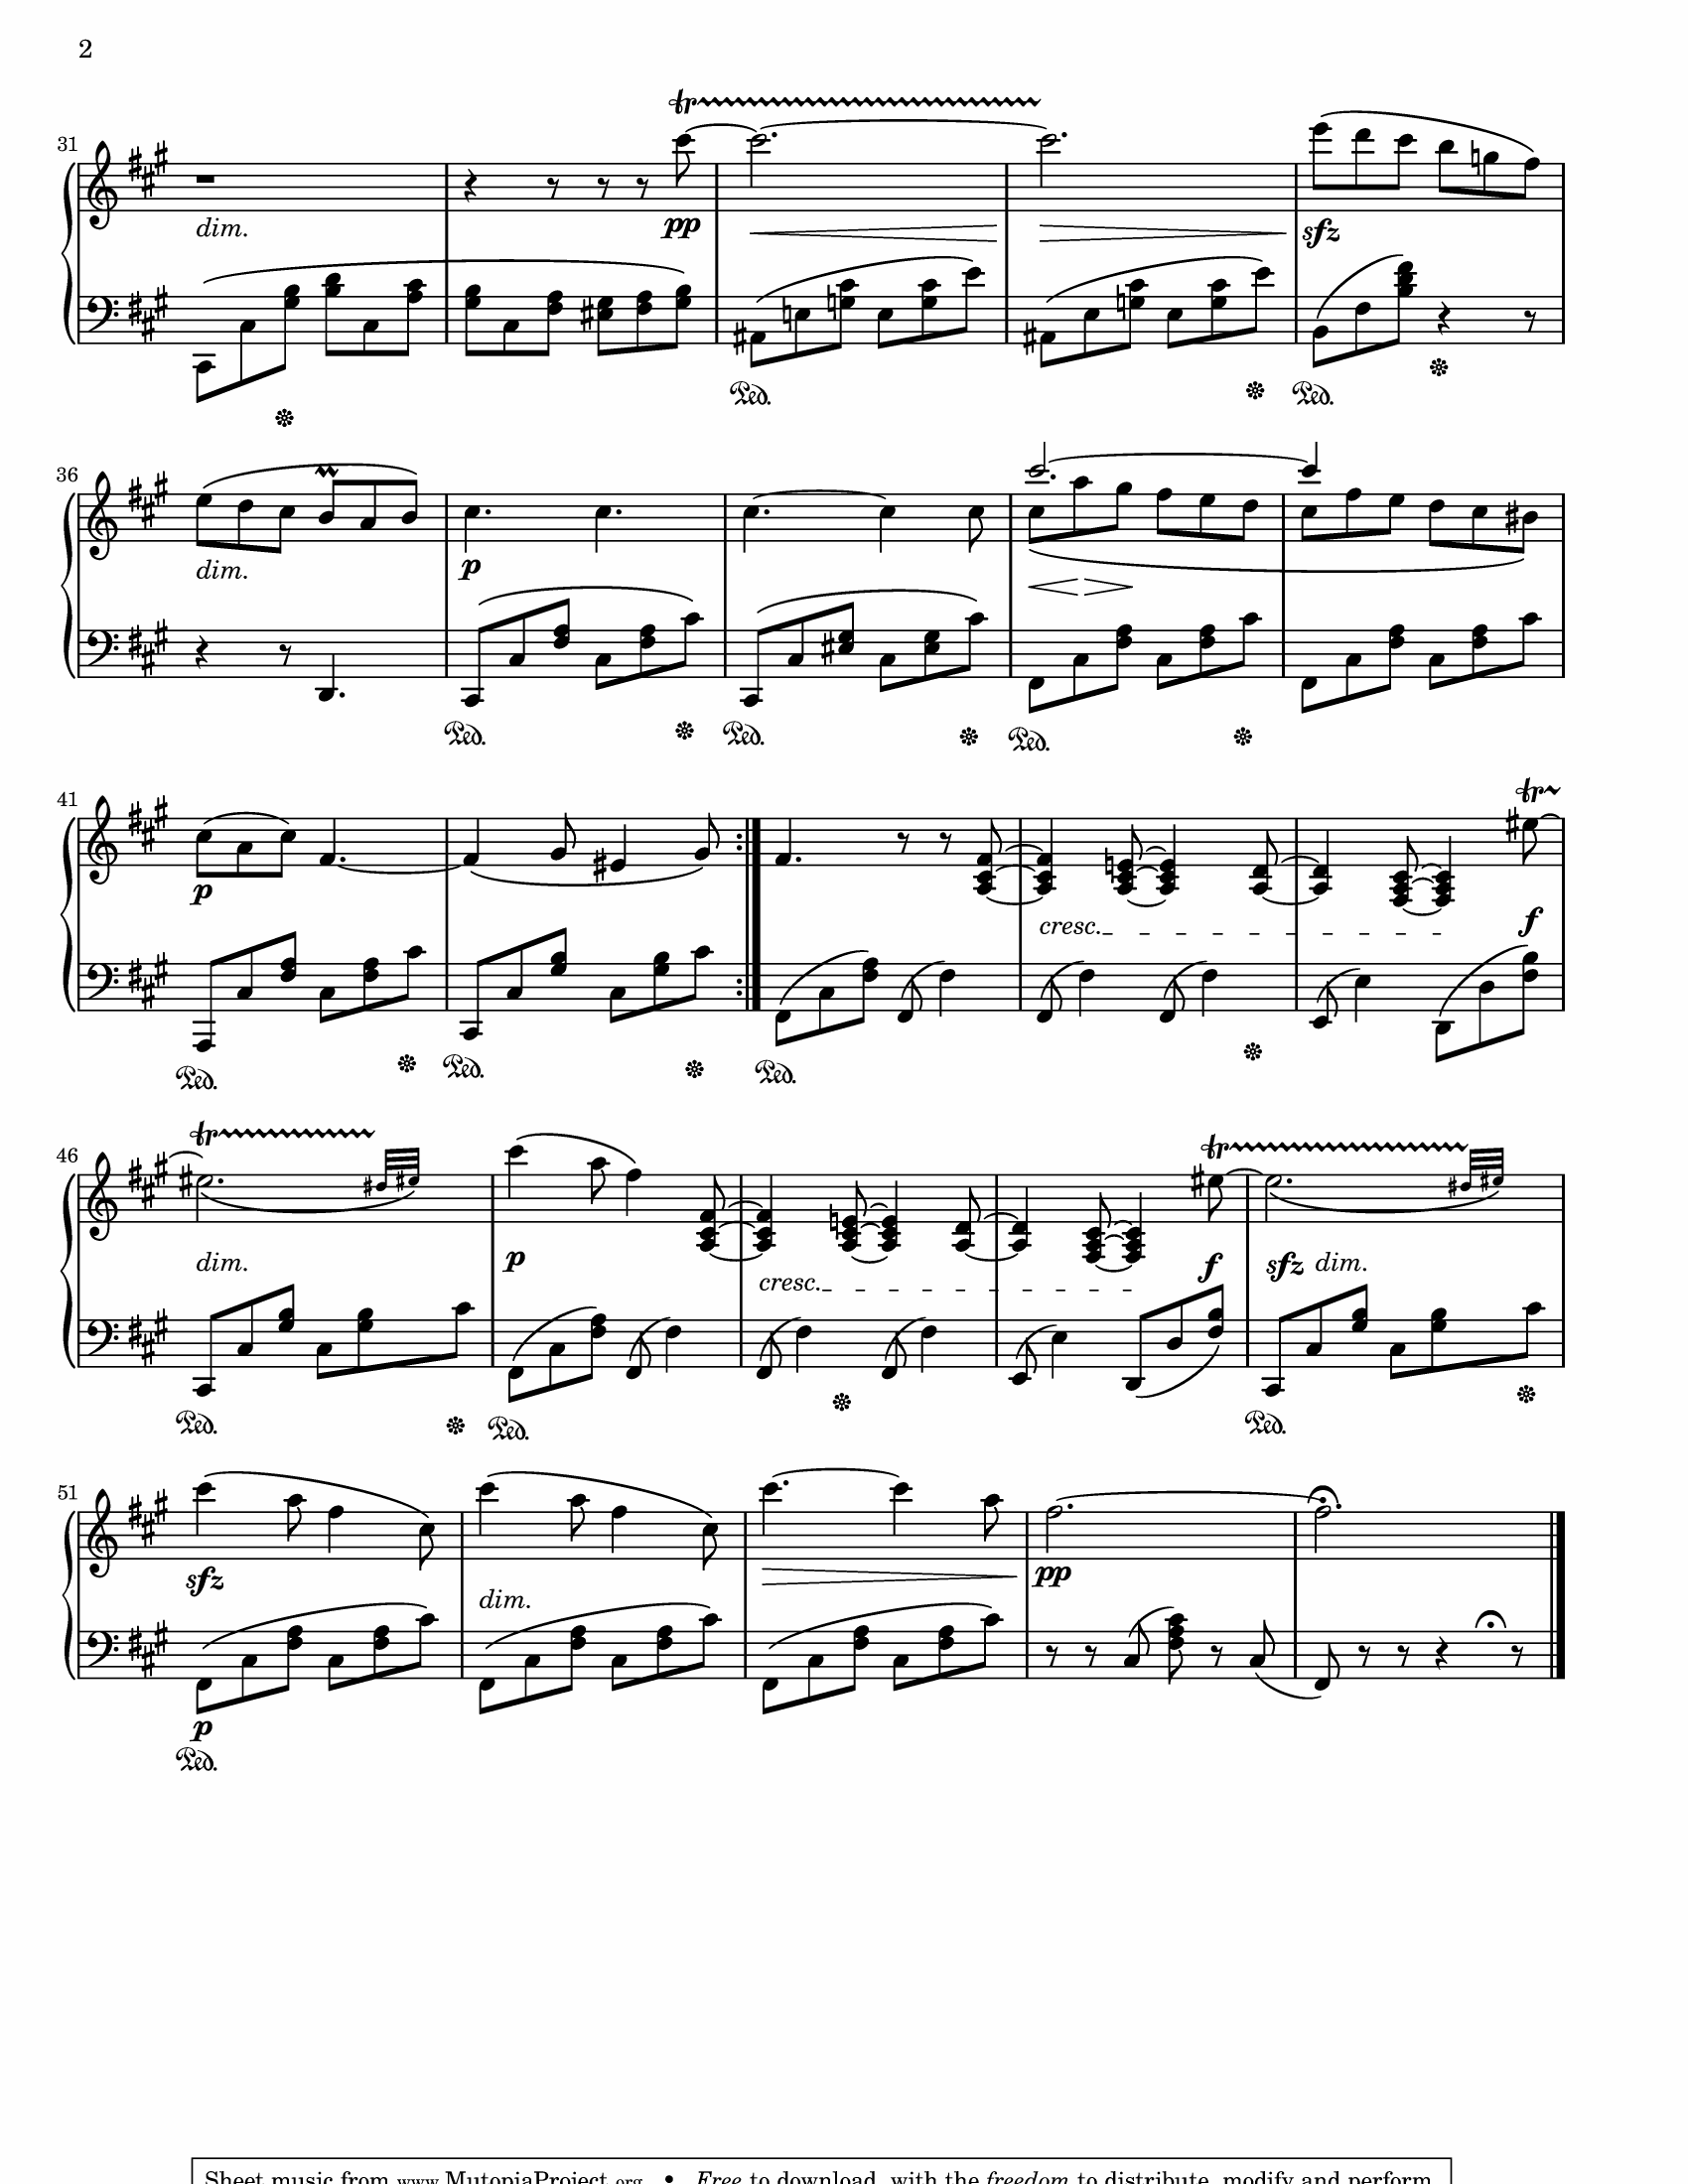 2
31
dim.
pp
sfz
36
dim.
p
41
p
cresc.
f
46
dim.
p
cresc.
f
sfz dim.
51
sfz
dim.
pp
p
Sheet music from www.MutopiaProject.org • Free to download, with the freedom to distribute, modify and perform